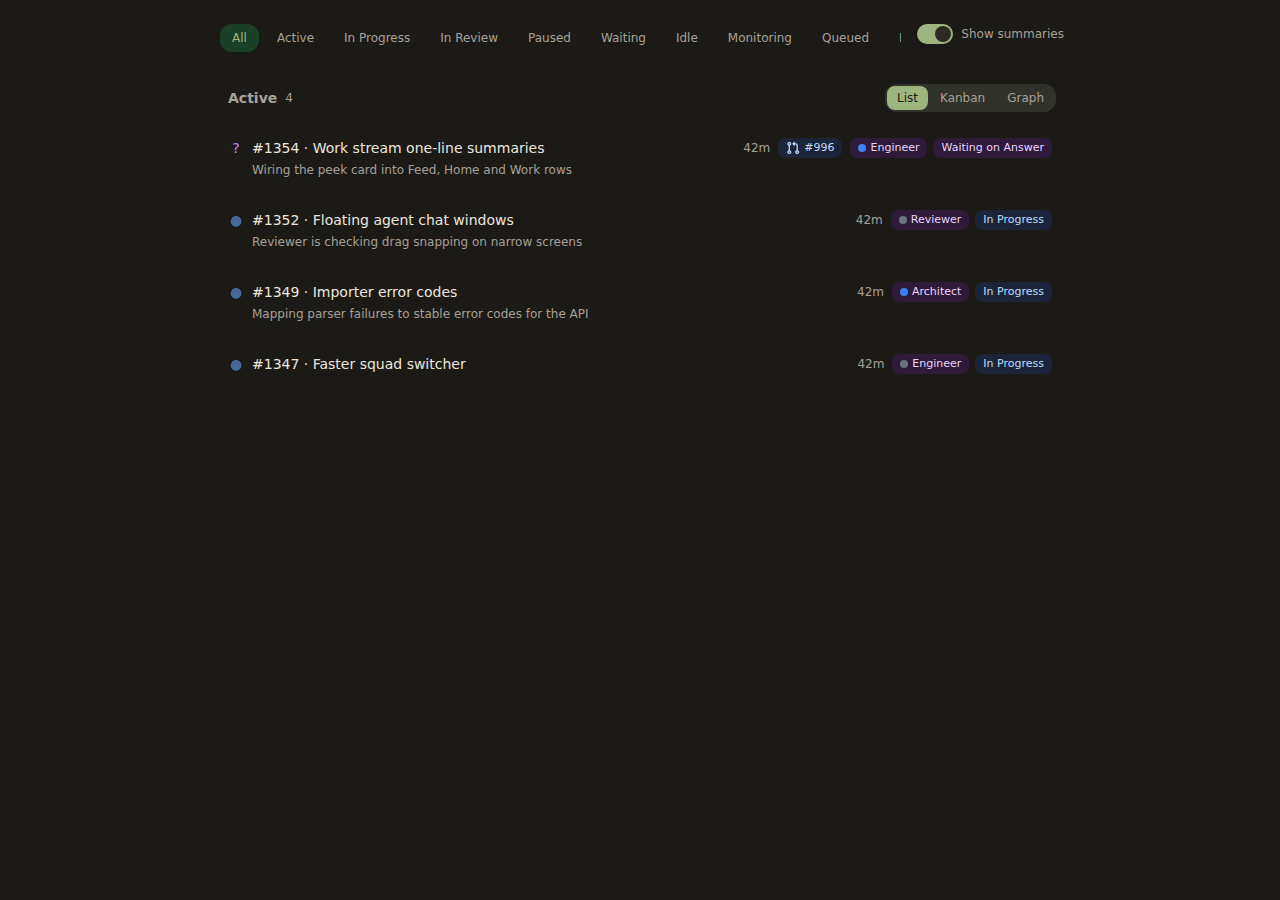 All Active In Progress In Review Paused Waiting Idle Monitoring Queued Show summaries
Active 4 List Kanban Graph
? #1354 · Work stream one-line summaries 42m #996 Engineer Waiting on Answer
Wiring the peek card into Feed, Home and Work rows
#1352 · Floating agent chat windows 42m Reviewer In Progress
Reviewer is checking drag snapping on narrow screens
#1349 · Importer error codes 42m Architect In Progress
Mapping parser failures to stable error codes for the API
#1347 · Faster squad switcher 42m Engineer In Progress